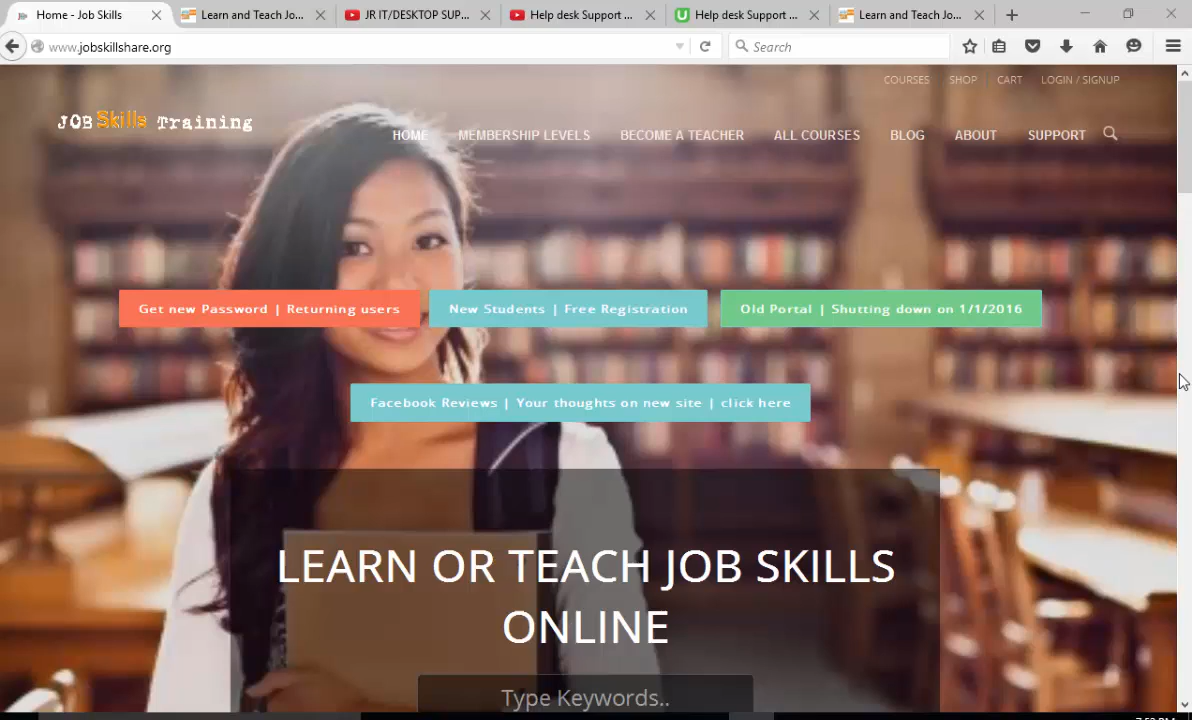 Home - Job Skills
Learn and Teach Jo...
JR IT/DESKTOP SUP...
Help desk Support ...
Help desk Support ...
Learn and Teach Jo...
www.jobskillshare.org
Search
COURSES SHOP CART LOGIN / SIGNUP
JOB Skills Training
HOME MEMBERSHIP LEVELS BECOME A TEACHER ALL COURSES BLOG ABOUT SUPPORT
Get new Password | Returning users
New Students | Free Registration
Old Portal | Shutting down on 1/1/2016
Facebook Reviews | Your thoughts on new site | click here
LEARN OR TEACH JOB SKILLS
ONLINE
Type Keywords..